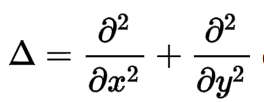 Δ = ∂²/∂x² + ∂²/∂y²